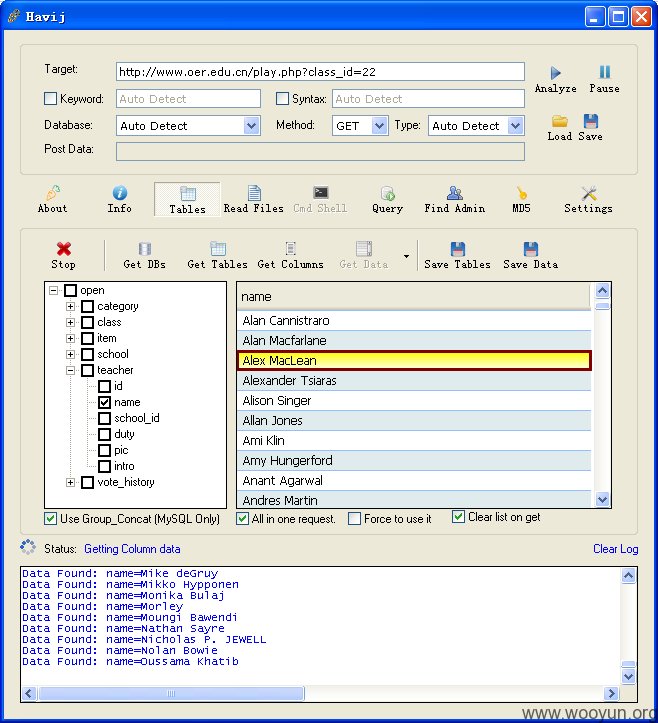 Havij
Target: http://www.oer.edu.cn/play.php?class_id=22
Analyze Pause
Keyword: Auto Detect Syntax: Auto Detect
Database: Auto Detect Method: GET Type: Auto Detect
Load Save
Post Data:
About Info Tables Read Files Cmd Shell Query Find Admin MD5 Settings
Stop Get DBs Get Tables Get Columns Get Data Save Tables Save Data
open
category
class
item
school
teacher
id
name
school_id
duty
pic
intro
vote_history
name
Alan Cannistraro
Alan Macfarlane
Alex MacLean
Alexander Tsiaras
Alison Singer
Allan Jones
Ami Klin
Amy Hungerford
Anant Agarwal
Andres Martin
Use Group_Concat (MySQL Only) All in one request. Force to use it Clear list on get
Status: Getting Column data Clear Log
Data Found: name=Mike deGruy
Data Found: name=Mikko Hypponen
Data Found: name=Monika Bulaj
Data Found: name=Morley
Data Found: name=Moungi Bawendi
Data Found: name=Nathan Sayre
Data Found: name=Nicholas P. JEWELL
Data Found: name=Nolan Bowie
Data Found: name=Oussama Khatib
www.wooyun.org